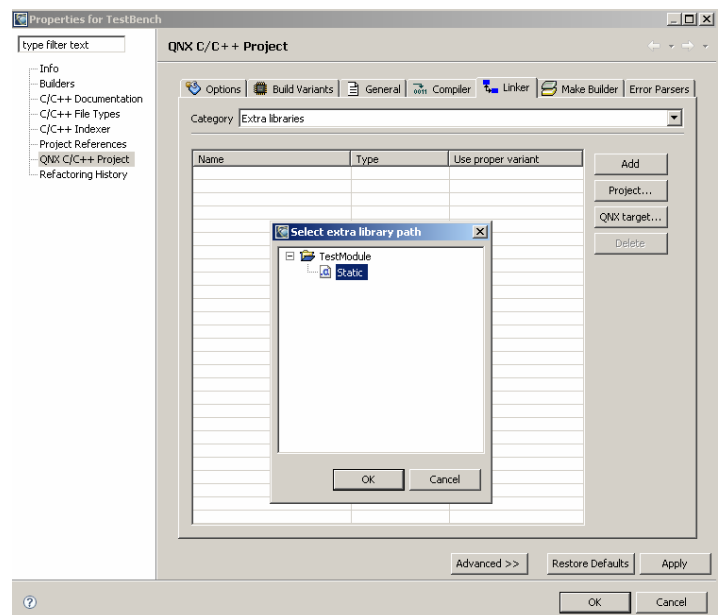 Properties for TestBench
type filter text
QNX C/C++ Project
Info
Builders
C/C++ Documentation
C/C++ File Types
C/C++ Indexer
Project References
QNX C/C++ Project
Refactoring History
Options Build Variants General Compiler Linker Make Builder Error Parsers
Category Extra libraries
Name Type Use proper variant
Add
Project...
QNX target...
Delete
Select extra library path
TestModule
Static
OK Cancel
Advanced >> Restore Defaults Apply
OK Cancel